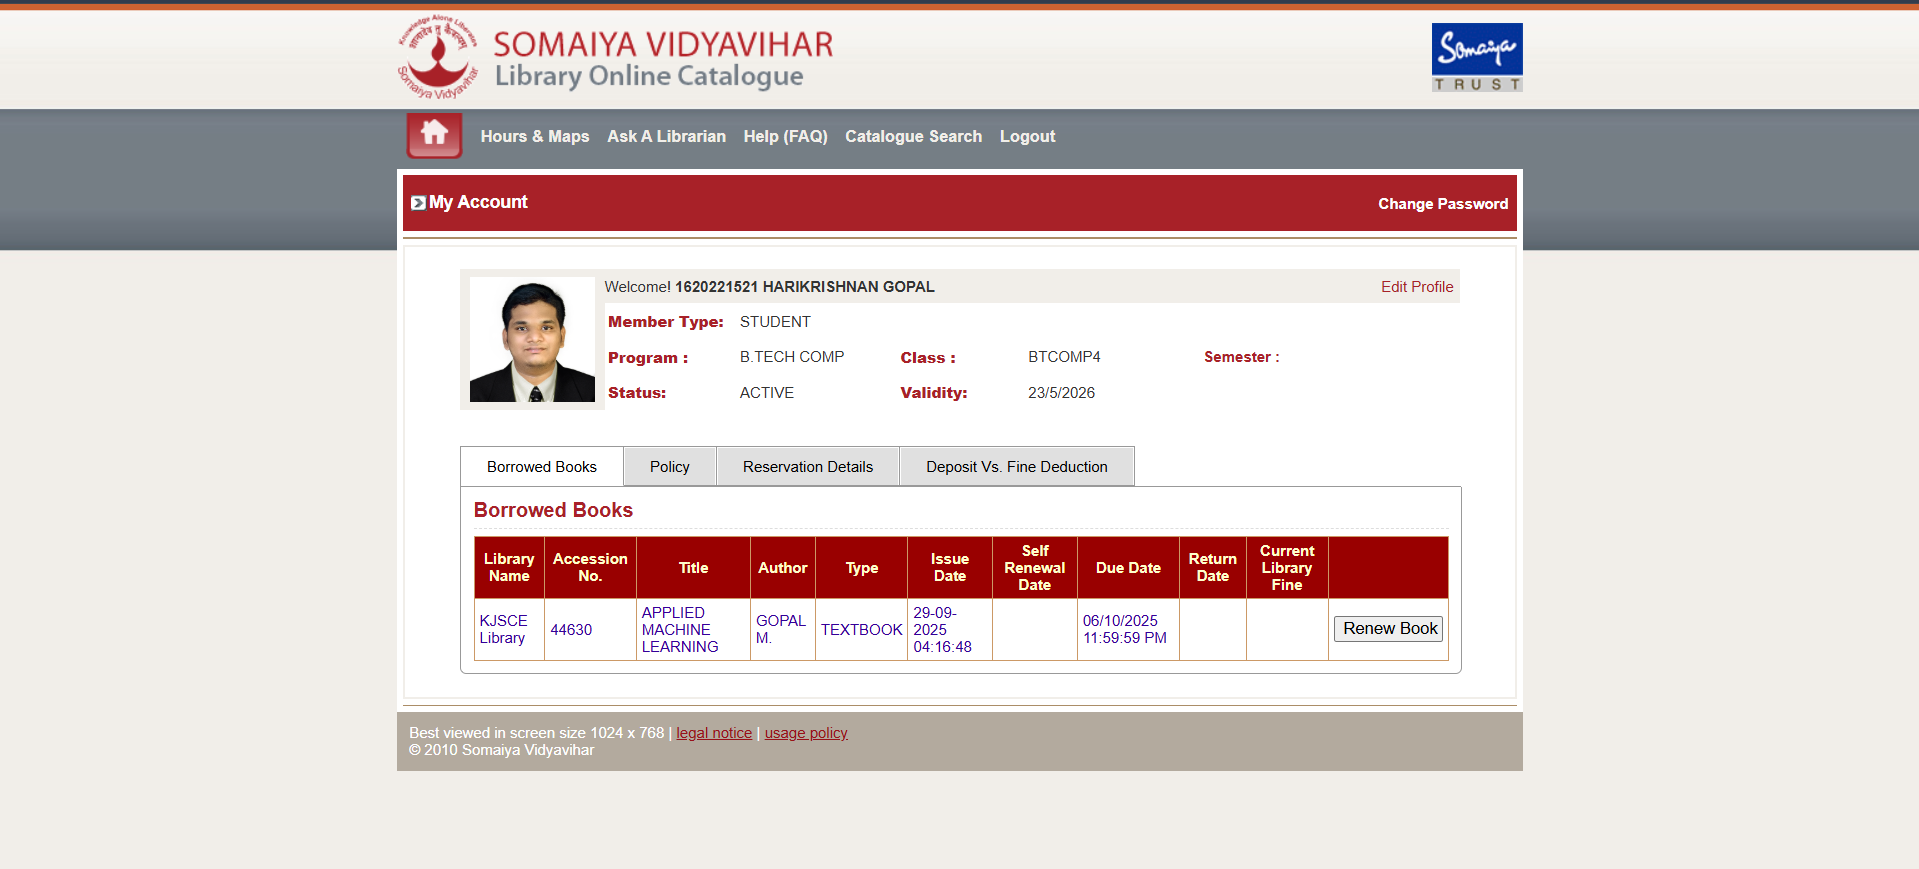 Knowledge Alone Liberates
Somaiya Vidyavihar
SOMAIYA VIDYAVIHAR
Library Online Catalogue
Somaiya
TRUST
Hours & Maps Ask A Librarian Help (FAQ) Catalogue Search Logout
My Account Change Password
Welcome! 1620221521 HARIKRISHNAN GOPAL Edit Profile
Member Type: STUDENT
Program : B.TECH COMP Class : BTCOMP4 Semester :
Status: ACTIVE Validity: 23/5/2026
Borrowed Books Policy Reservation Details Deposit Vs. Fine Deduction
Borrowed Books
Library Name Accession No. Title Author Type Issue Date Self Renewal Date Due Date Return Date Current Library Fine
KJSCE Library 44630 APPLIED MACHINE LEARNING GOPAL M. TEXTBOOK 29-09-2025 04:16:48 06/10/2025 11:59:59 PM Renew Book
Best viewed in screen size 1024 x 768 | legal notice | usage policy
© 2010 Somaiya Vidyavihar